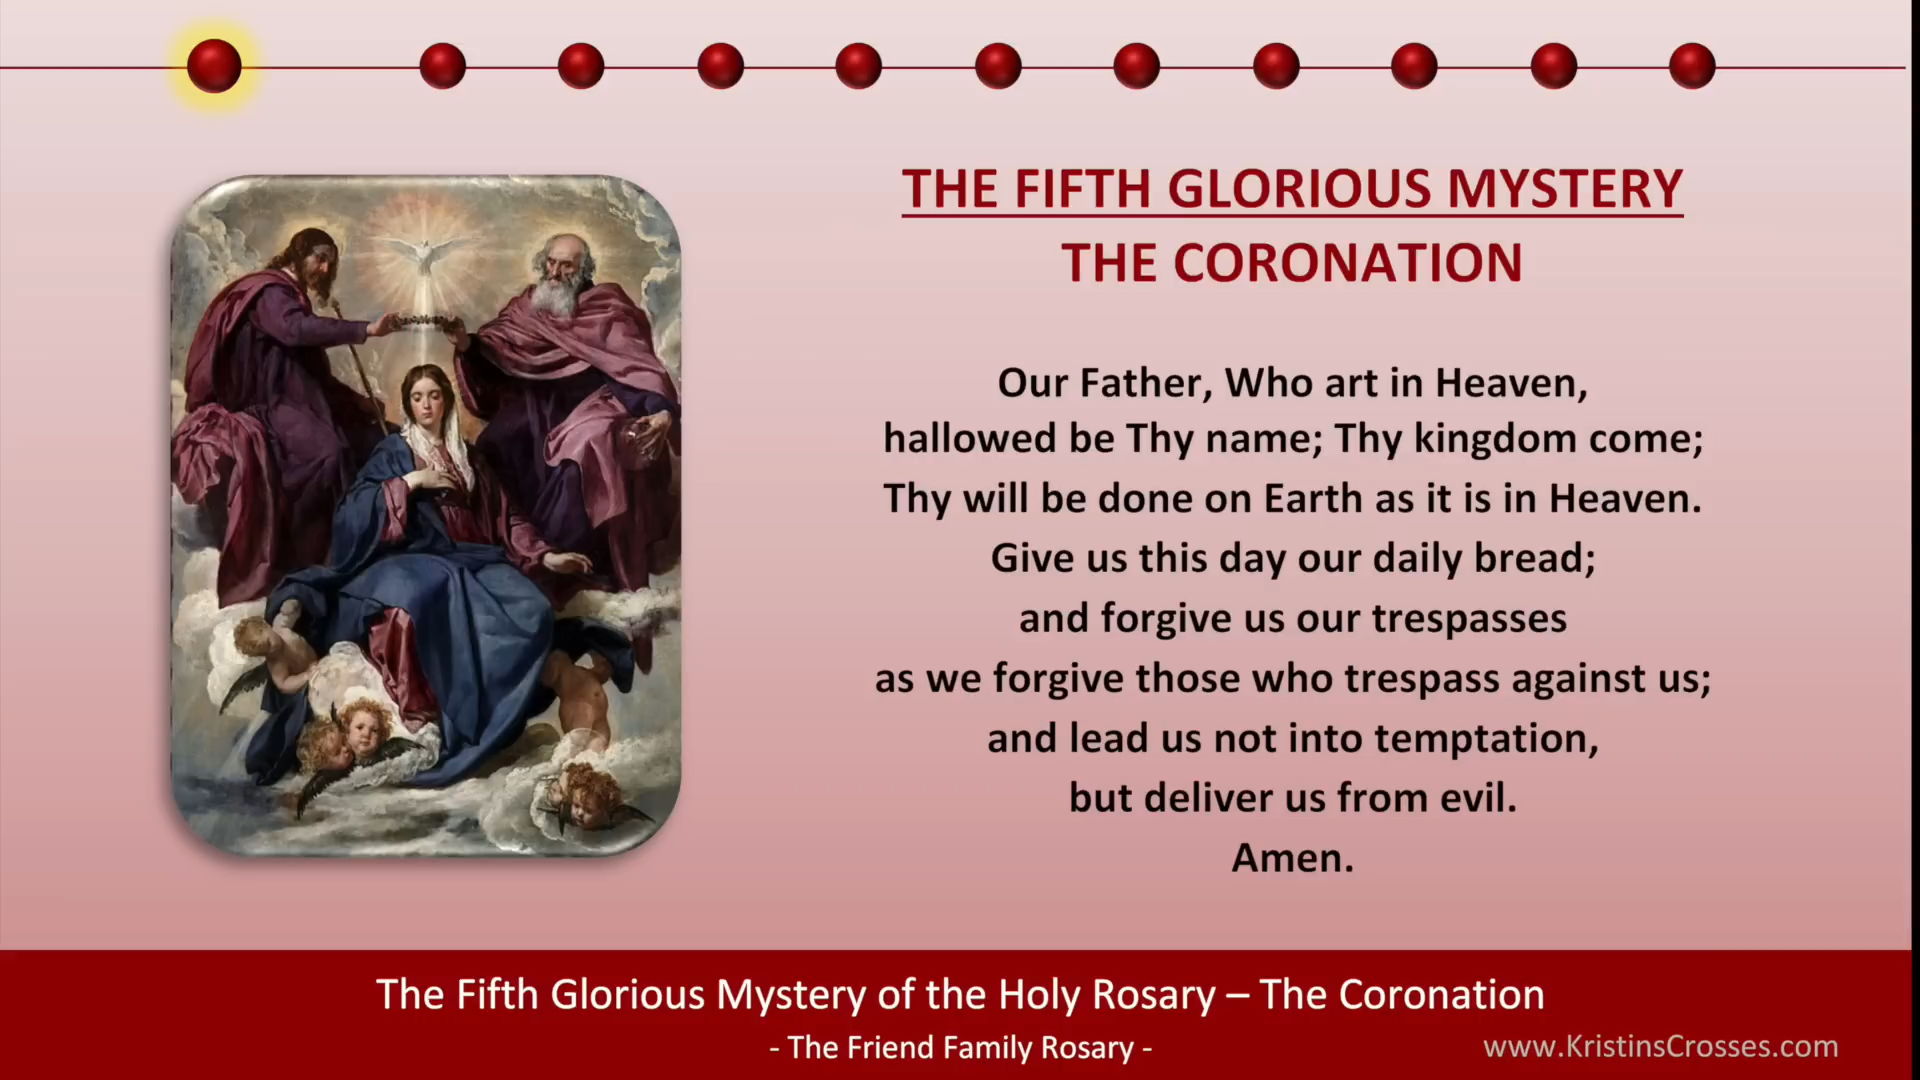 THE FIFTH GLORIOUS MYSTERY
THE CORONATION
Our Father, Who art in Heaven,
hallowed be Thy name; Thy kingdom come;
Thy will be done on Earth as it is in Heaven.
Give us this day our daily bread;
and forgive us our trespasses
as we forgive those who trespass against us;
and lead us not into temptation,
but deliver us from evil.
Amen.
The Fifth Glorious Mystery of the Holy Rosary – The Coronation
- The Friend Family Rosary -
www.KristinsCrosses.com